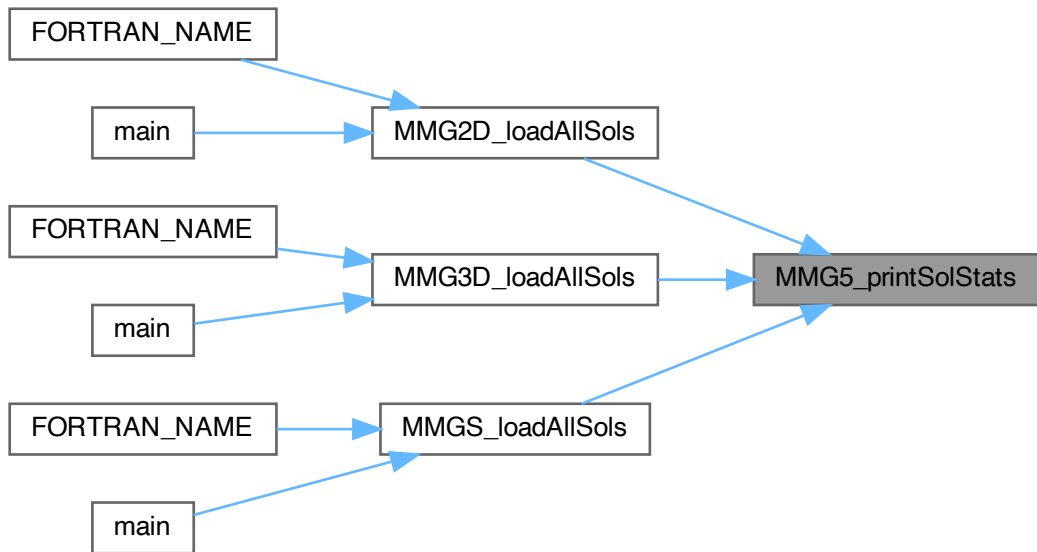 FORTRAN_NAME
main
MMG2D_loadAllSols
FORTRAN_NAME
main
MMG3D_loadAllSols
MMG5_printSolStats
FORTRAN_NAME
main
MMGS_loadAllSols